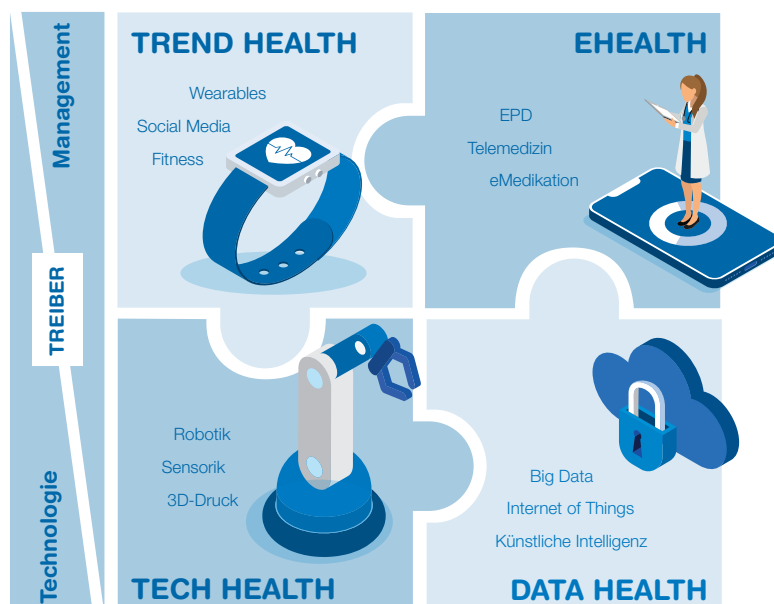 Management
TREIBER
Technologie
TREND HEALTH
Wearables
Social Media
Fitness
EHEALTH
EPD
Telemedizin
eMedikation
Robotik
Sensorik
3D-Druck
TECH HEALTH
Big Data
Internet of Things
Künstliche Intelligenz
DATA HEALTH